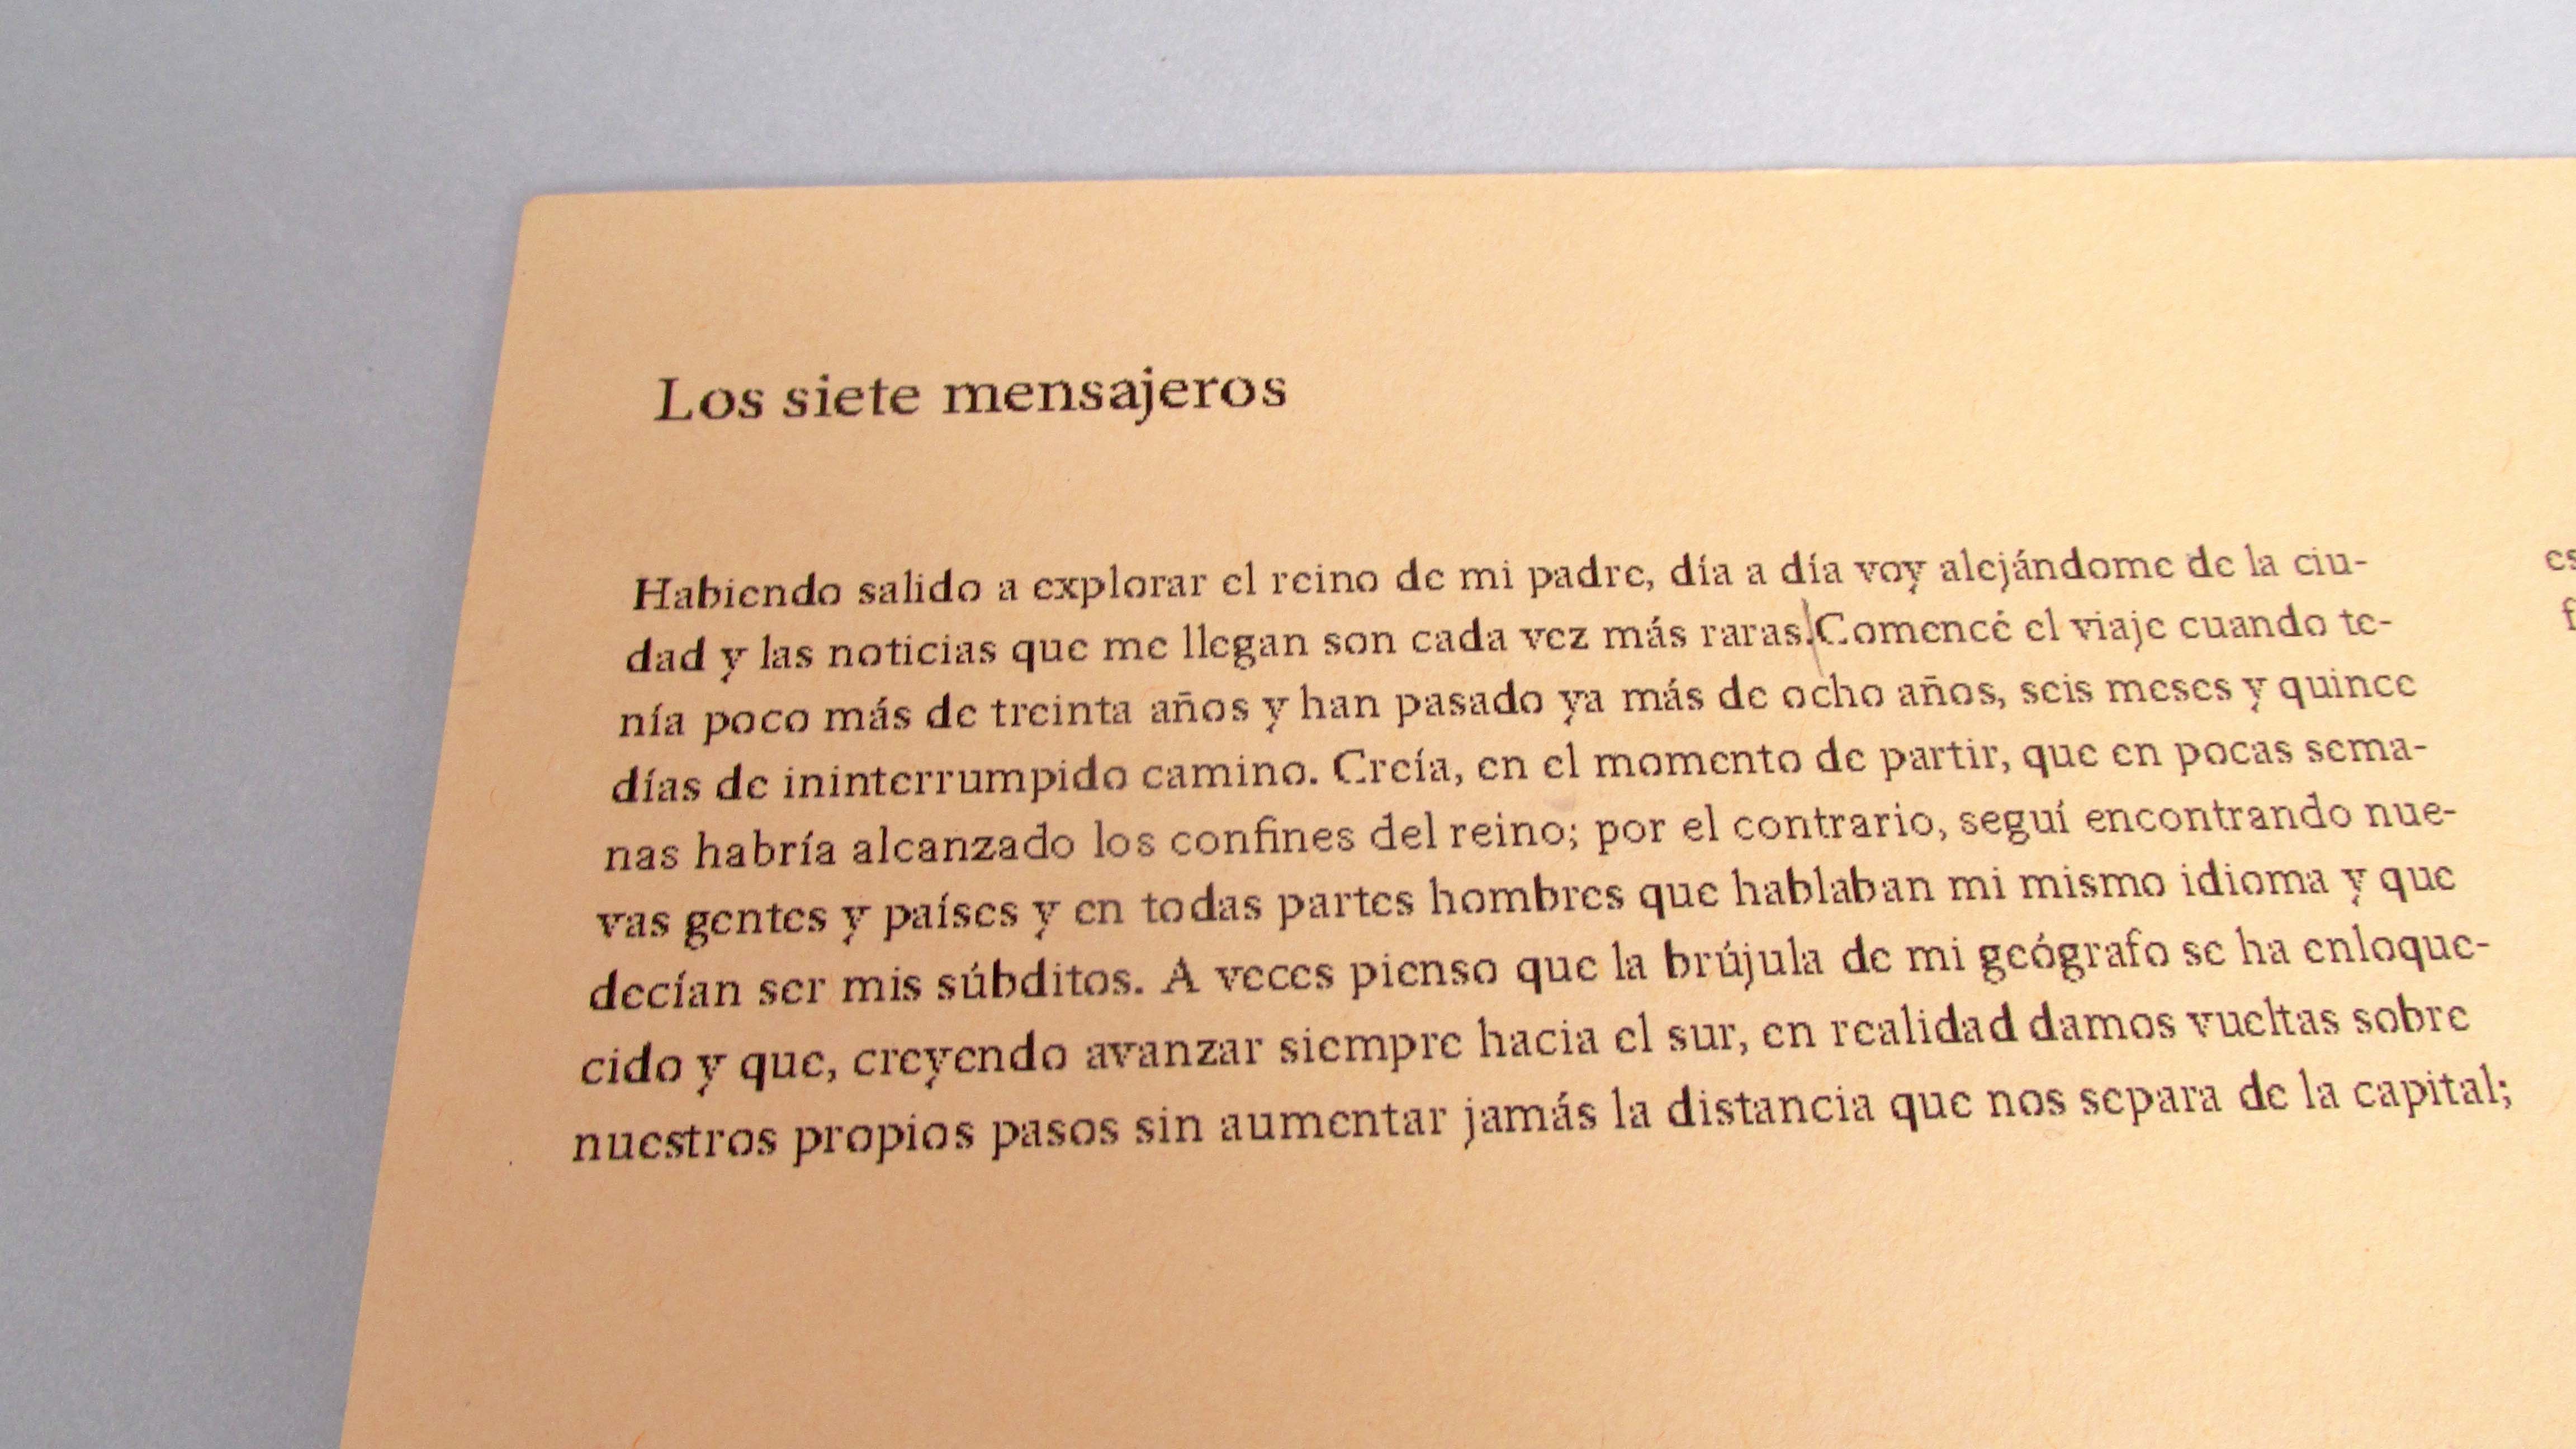 Los siete mensajeros
Habiendo salido a explorar el reino de mi padre, día a día voy alejándome de la ciu-
dad y las noticias que me llegan son cada vez más raras. Comencé el viaje cuando te-
nía poco más de treinta años y han pasado ya más de ocho años, seis meses y quince
días de ininterrumpido camino. Creía, en el momento de partir, que en pocas sema-
nas habría alcanzado los confines del reino; por el contrario, seguí encontrando nue-
vas gentes y países y en todas partes hombres que hablaban mi mismo idioma y que
decían ser mis súbditos. A veces pienso que la brújula de mi geógrafo se ha enloque-
cido y que, creyendo avanzar siempre hacia el sur, en realidad damos vueltas sobre
nuestros propios pasos sin aumentar jamás la distancia que nos separa de la capital;